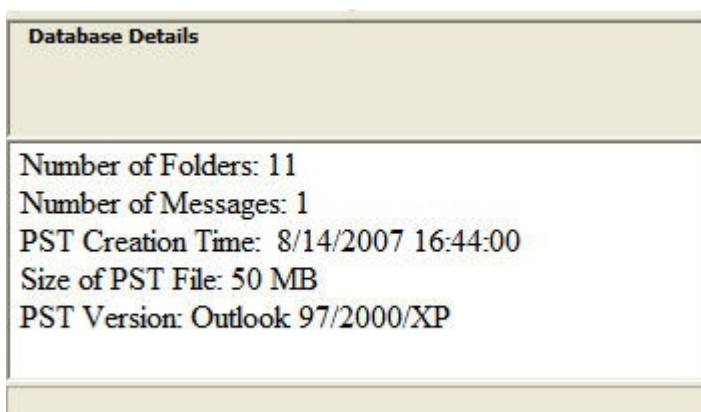 Database Details
Number of Folders: 11
Number of Messages: 1
PST Creation Time: 8/14/2007 16:44:00
Size of PST File: 50 MB
PST Version: Outlook 97/2000/XP